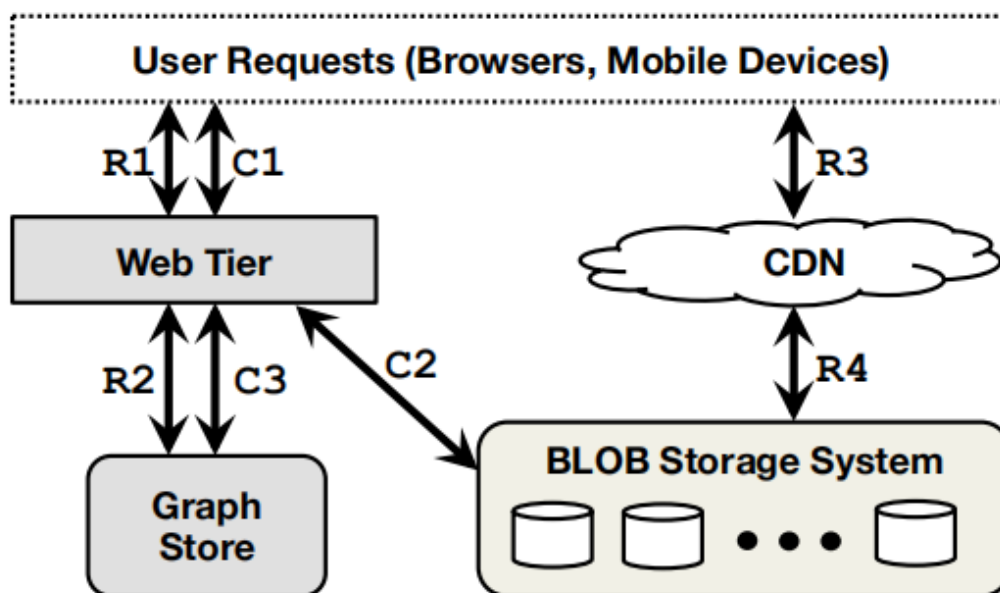 User Requests (Browsers, Mobile Devices)
R1 C1 R3
Web Tier
CDN
R2 C3 C2 R4
BLOB Storage System
Graph
Store